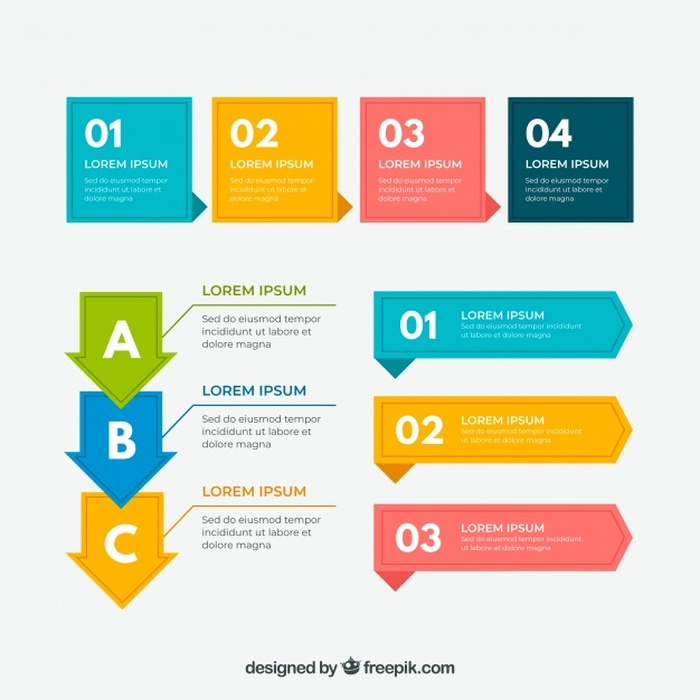 01
LOREM IPSUM
Sed do eiusmod tempor
incididunt ut labore et
dolore magna
02
LOREM IPSUM
Sed do eiusmod tempor
incididunt ut labore et
dolore magna
03
LOREM IPSUM
Sed do eiusmod tempor
incididunt ut labore et
dolore magna
04
LOREM IPSUM
Sed do eiusmod tempor
incididunt ut labore et
dolore magna
A
LOREM IPSUM
Sed do eiusmod tempor
incididunt ut labore et
dolore magna
B
LOREM IPSUM
Sed do eiusmod tempor
incididunt ut labore et
dolore magna
C
LOREM IPSUM
Sed do eiusmod tempor
incididunt ut labore et
dolore magna
01
LOREM IPSUM
Sed do eiusmod tempor incididunt
ut labore et dolore magna
02
LOREM IPSUM
Sed do eiusmod tempor incididunt
ut labore et dolore magna
03
LOREM IPSUM
Sed do eiusmod tempor incididunt
ut labore et dolore magna
designed by freepik.com